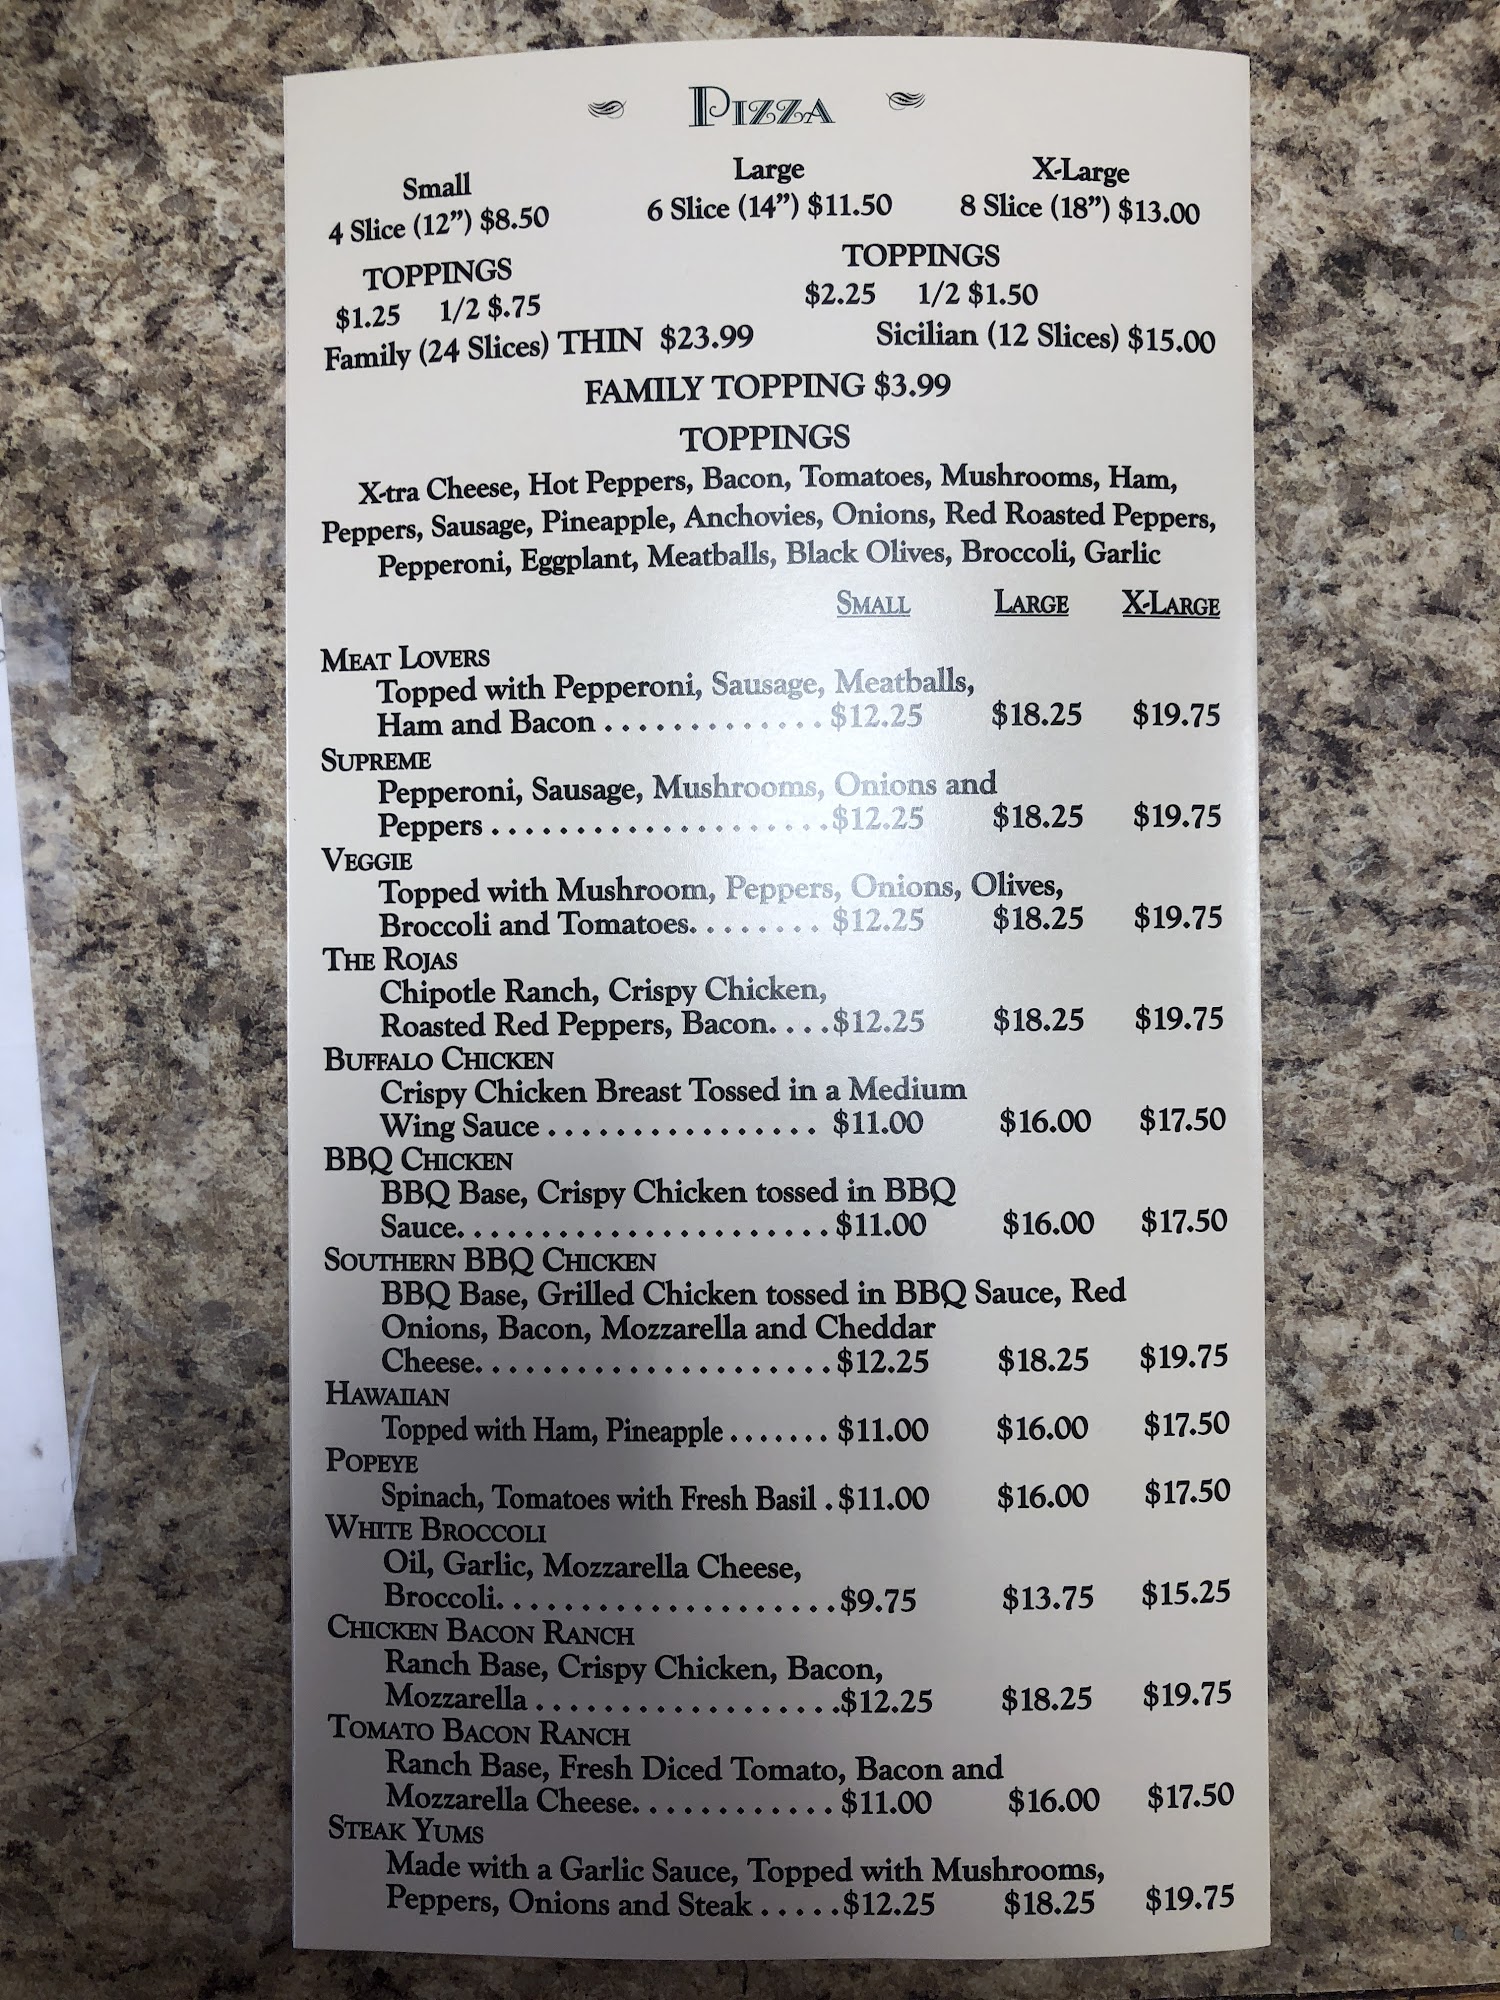 PIZZA
Small Large X-Large
4 Slice (12”) $8.50 6 Slice (14”) $11.50 8 Slice (18”) $13.00
TOPPINGS TOPPINGS
$1.25 1/2 $.75 $2.25 1/2 $1.50
Family (24 Slices) THIN $23.99 Sicilian (12 Slices) $15.00
FAMILY TOPPING $3.99
TOPPINGS
X-tra Cheese, Hot Peppers, Bacon, Tomatoes, Mushrooms, Ham,
Peppers, Sausage, Pineapple, Anchovies, Onions, Red Roasted Peppers,
Pepperoni, Eggplant, Meatballs, Black Olives, Broccoli, Garlic
SMALL LARGE X-LARGE
MEAT LOVERS
Topped with Pepperoni, Sausage, Meatballs,
Ham and Bacon . . . . . . . . . . . . . $12.25 $18.25 $19.75
SUPREME
Pepperoni, Sausage, Mushrooms, Onions and
Peppers . . . . . . . . . . . . . . . . . . . . $12.25 $18.25 $19.75
VEGGIE
Topped with Mushroom, Peppers, Onions, Olives,
Broccoli and Tomatoes. . . . . . . . $12.25 $18.25 $19.75
THE ROJAS
Chipotle Ranch, Crispy Chicken,
Roasted Red Peppers, Bacon. . . . $12.25 $18.25 $19.75
BUFFALO CHICKEN
Crispy Chicken Breast Tossed in a Medium
Wing Sauce . . . . . . . . . . . . . . . . $11.00 $16.00 $17.50
BBQ CHICKEN
BBQ Base, Crispy Chicken tossed in BBQ
Sauce. . . . . . . . . . . . . . . . . . . . . . $11.00 $16.00 $17.50
SOUTHERN BBQ CHICKEN
BBQ Base, Grilled Chicken tossed in BBQ Sauce, Red
Onions, Bacon, Mozzarella and Cheddar
Cheese. . . . . . . . . . . . . . . . . . . . . $12.25 $18.25 $19.75
HAWAIIAN
Topped with Ham, Pineapple . . . . . . . $11.00 $16.00 $17.50
POPEYE
Spinach, Tomatoes with Fresh Basil . $11.00 $16.00 $17.50
WHITE BROCCOLI
Oil, Garlic, Mozzarella Cheese,
Broccoli. . . . . . . . . . . . . . . . . . . . $9.75 $13.75 $15.25
CHICKEN BACON RANCH
Ranch Base, Crispy Chicken, Bacon,
Mozzarella . . . . . . . . . . . . . . . . . . $12.25 $18.25 $19.75
TOMATO BACON RANCH
Ranch Base, Fresh Diced Tomato, Bacon and
Mozzarella Cheese. . . . . . . . . . . . $11.00 $16.00 $17.50
STEAK YUMS
Made with a Garlic Sauce, Topped with Mushrooms,
Peppers, Onions and Steak . . . . . $12.25 $18.25 $19.75